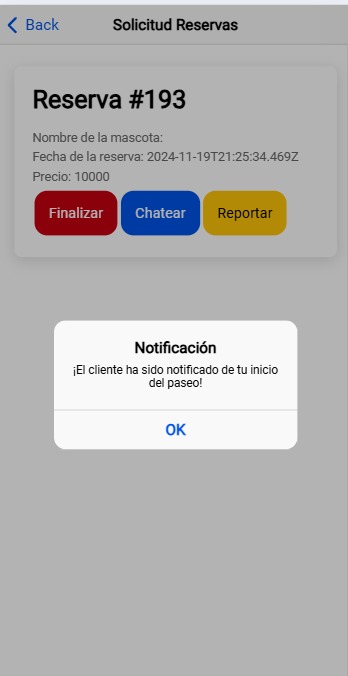 Back
Solicitud Reservas
Reserva #193
Nombre de la mascota:
Fecha de la reserva: 2024-11-19T21:25:34.469Z
Precio: 10000
Finalizar
Chatear
Reportar
Notificación
¡El cliente ha sido notificado de tu inicio
del paseo!
OK